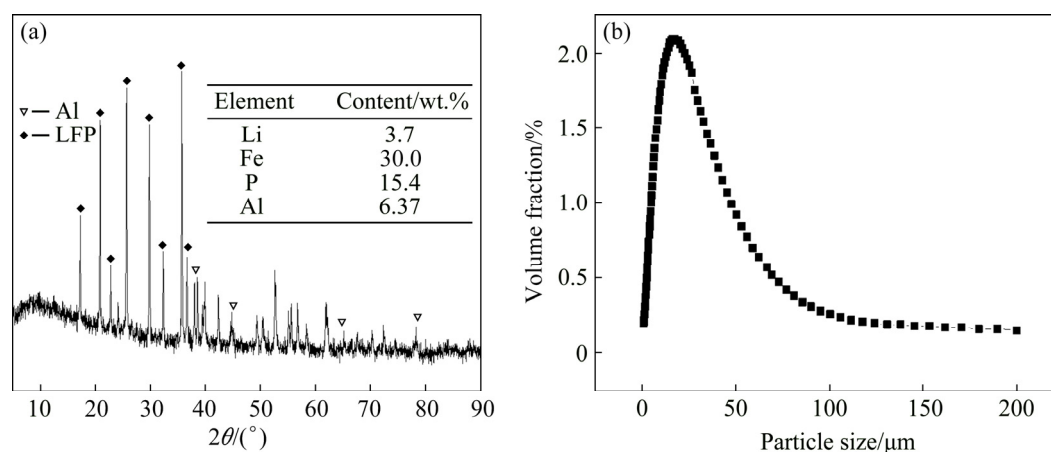 (a)
▿— Al
◆— LFP
Element Content/wt.%
Li 3.7
Fe 30.0
P 15.4
Al 6.37
10 20 30 40 50 60 70 80 90
2θ/(°)
(b)
2.0
1.5
1.0
0.5
0
Volume fraction/%
0 50 100 150 200
Particle size/μm